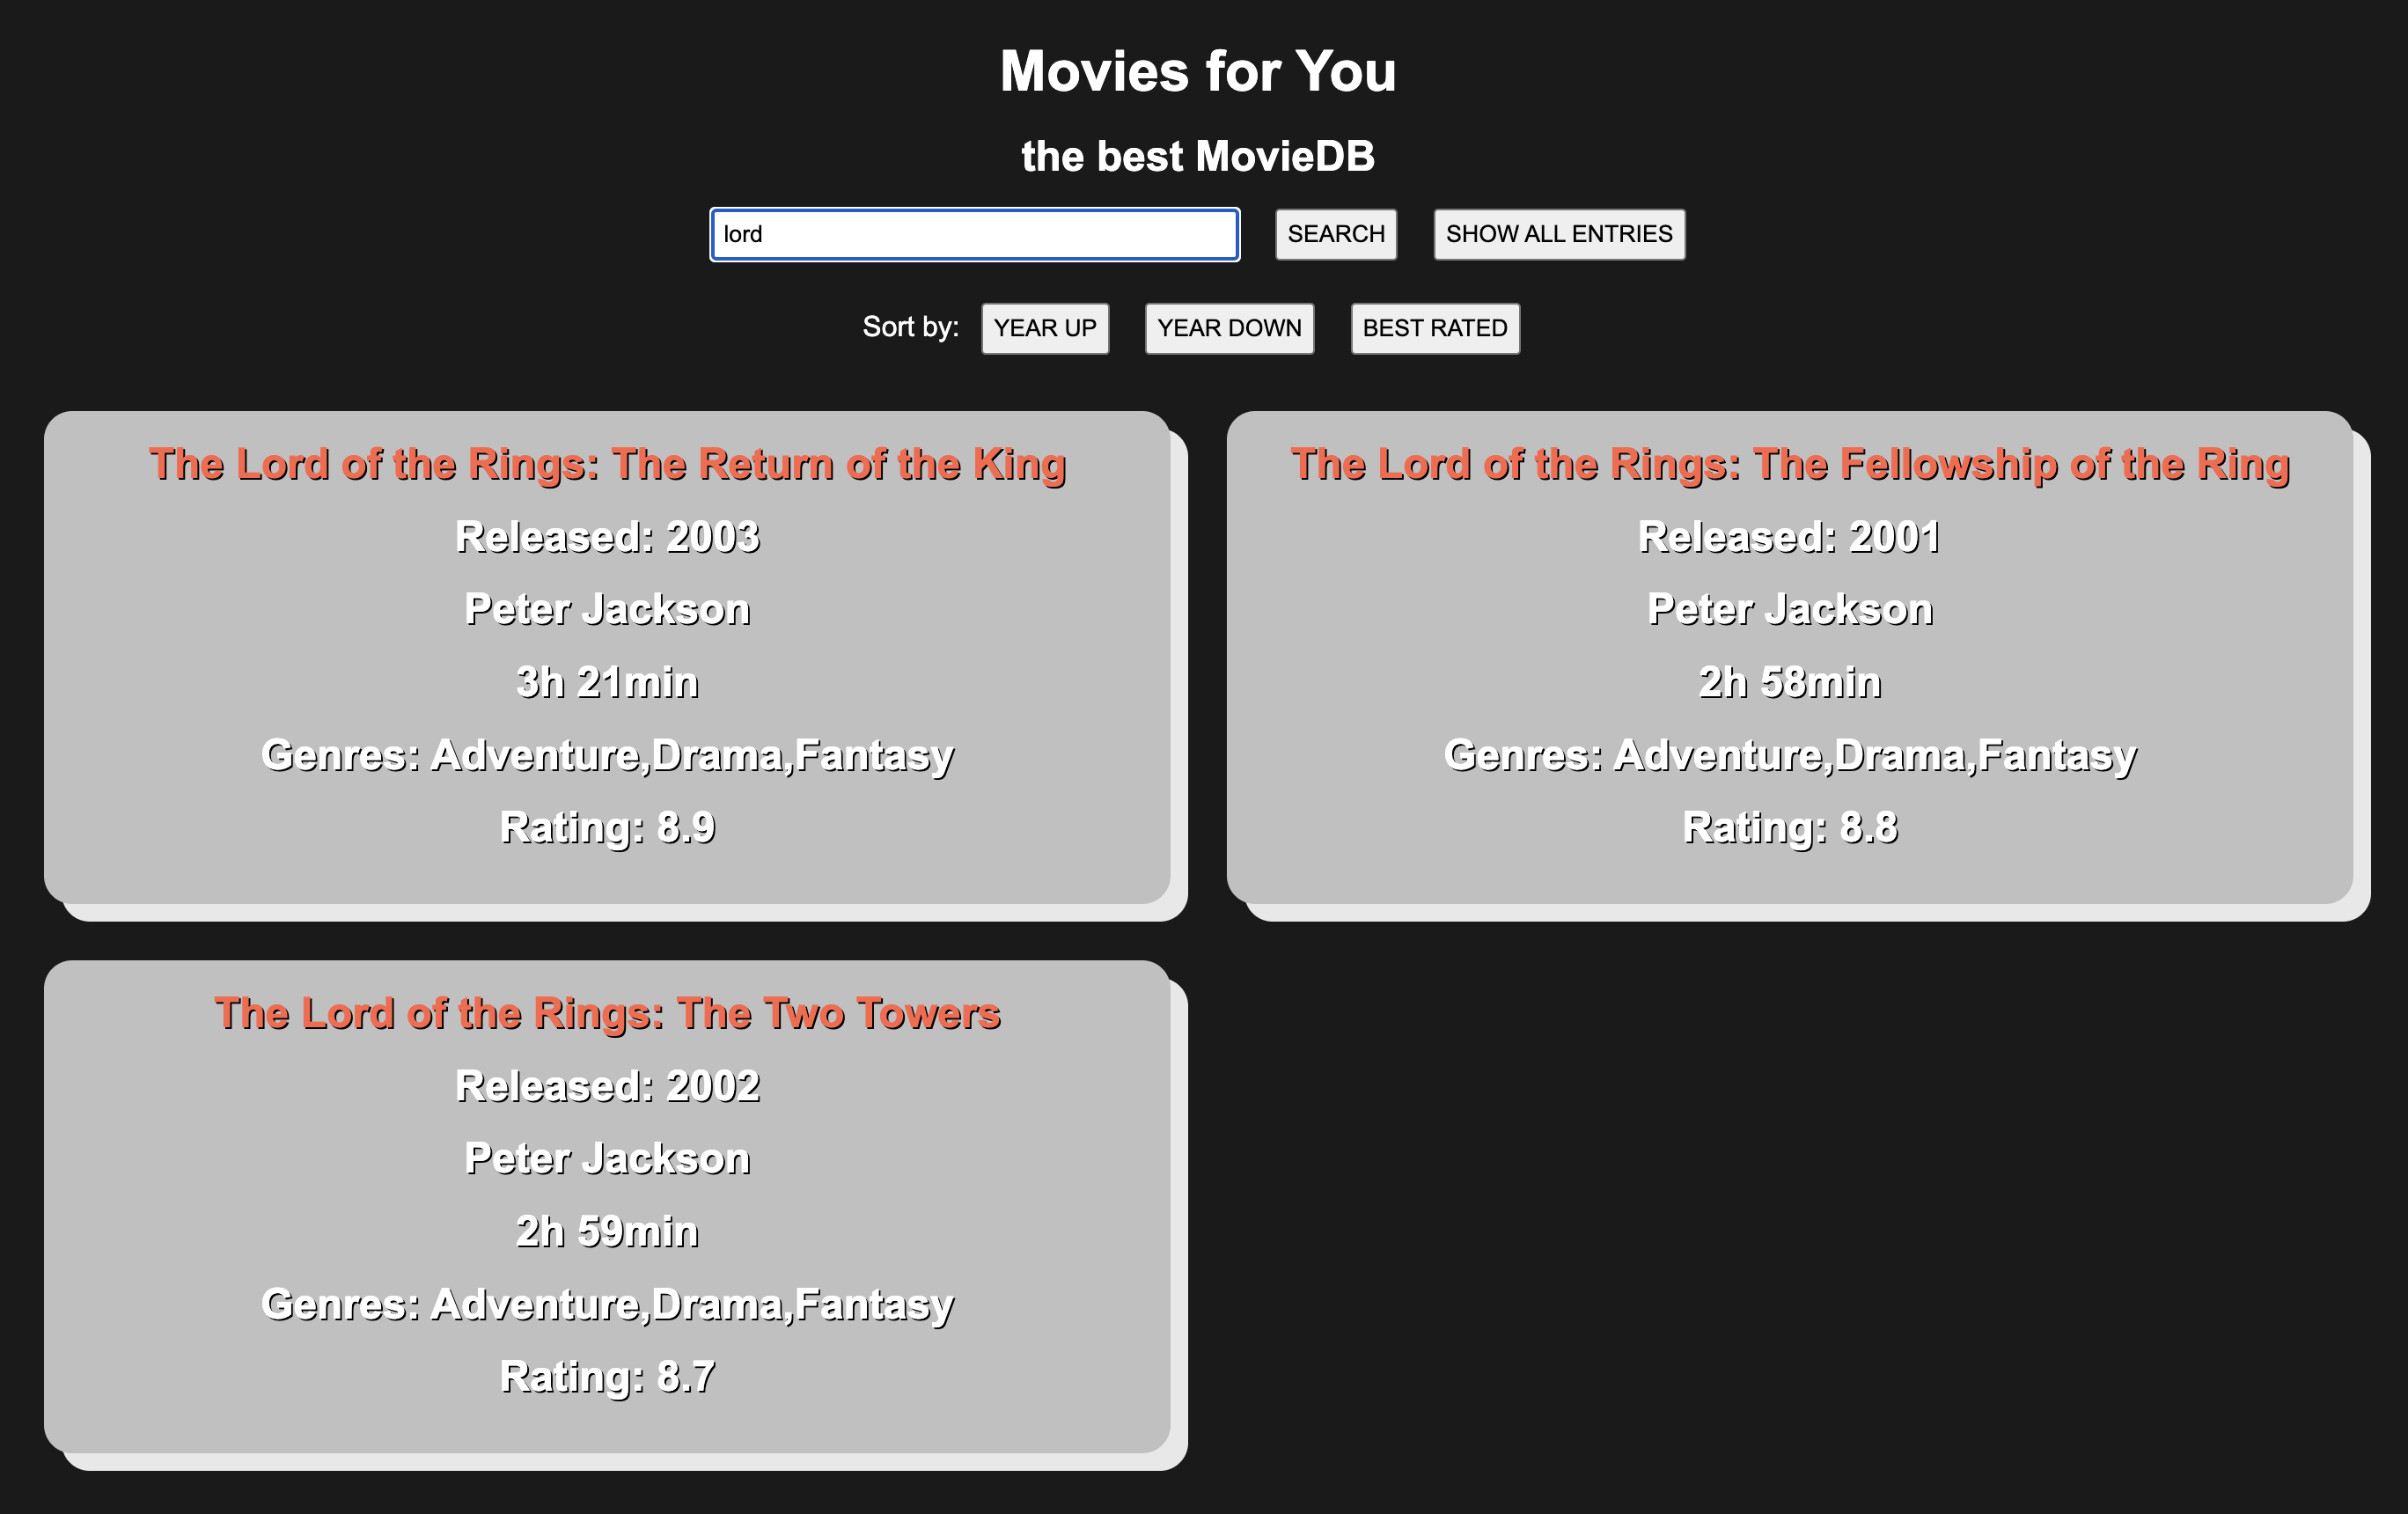 Movies for You
the best MovieDB
lord SEARCH SHOW ALL ENTRIES
Sort by: YEAR UP YEAR DOWN BEST RATED
The Lord of the Rings: The Return of the King
Released: 2003
Peter Jackson
3h 21min
Genres: Adventure,Drama,Fantasy
Rating: 8.9
The Lord of the Rings: The Fellowship of the Ring
Released: 2001
Peter Jackson
2h 58min
Genres: Adventure,Drama,Fantasy
Rating: 8.8
The Lord of the Rings: The Two Towers
Released: 2002
Peter Jackson
2h 59min
Genres: Adventure,Drama,Fantasy
Rating: 8.7